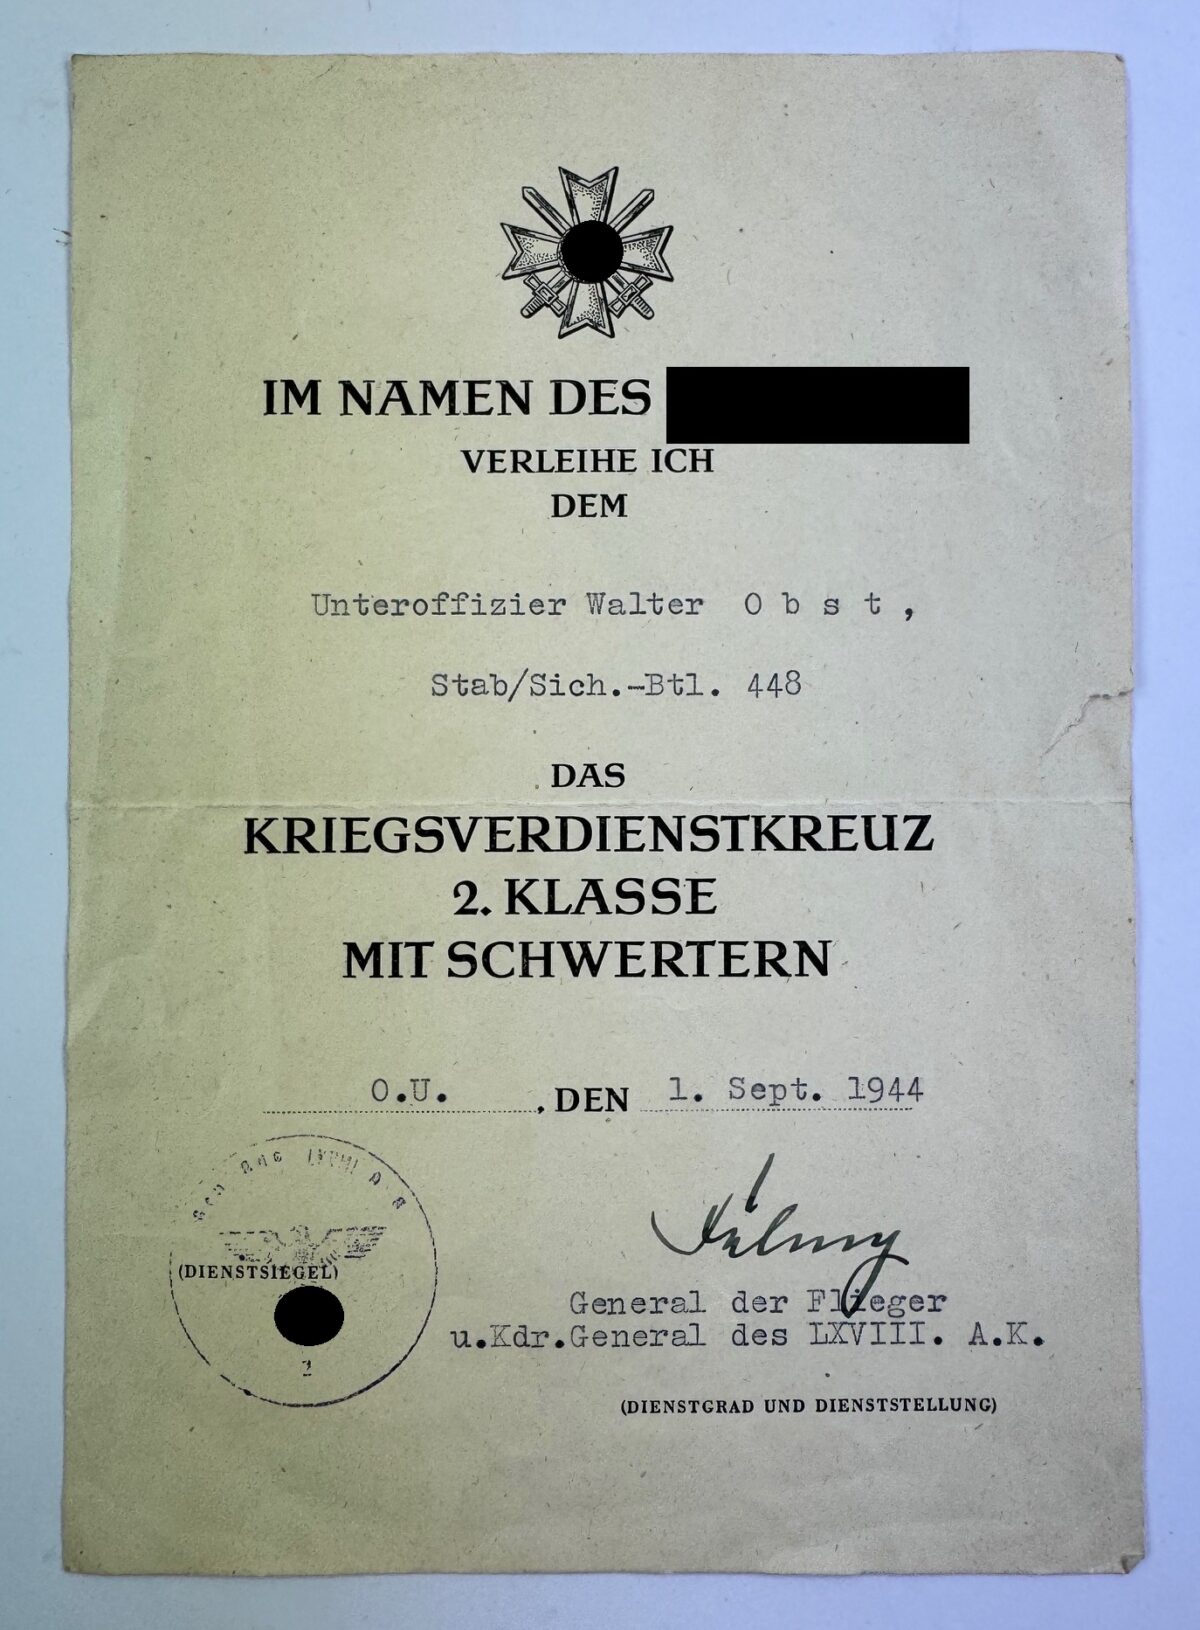 IM NAMEN DES
VERLEIHE ICH
DEM
Unteroffizier Walter O b s t ,
Stab/Sich.-Btl. 448
DAS
KRIEGSVERDIENSTKREUZ
2. KLASSE
MIT SCHWERTERN
O.U. , DEN 1. Sept. 1944
(DIENSTSIEGEL)
2
General der Flieger
u.Kdr.General des LXVIII. A.K.
(DIENSTGRAD UND DIENSTSTELLUNG)